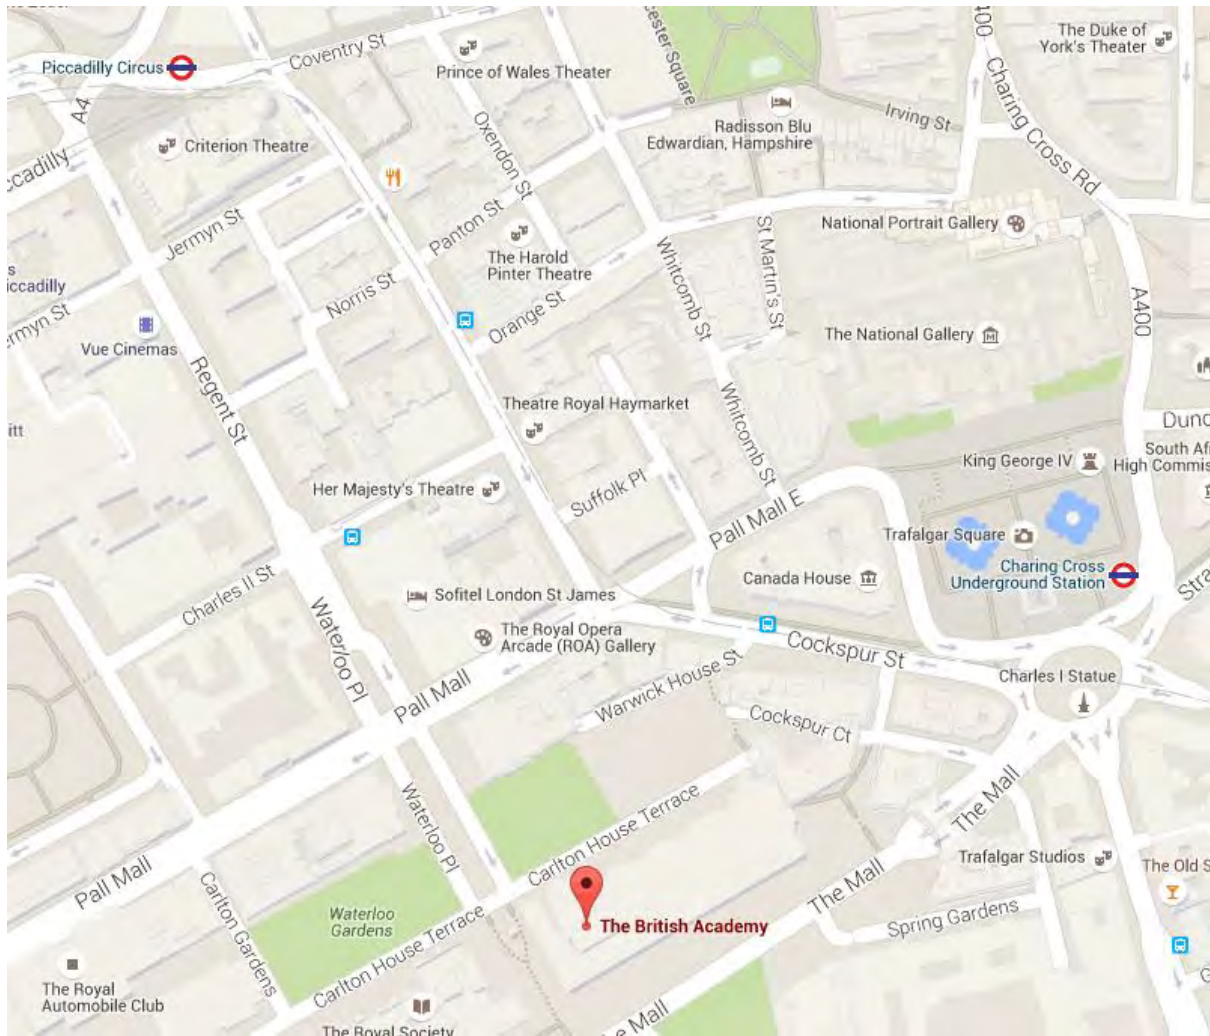 400
The Duke of
York's Theater
Coventry St
Piccadilly Circus
Prince of Wales Theater
A4
Oxendon St
Charing Cross Rd
Irving St
Radisson Blu
Edwardian, Hampshire
Criterion Theatre
ccadilly
Jermyn St
Panton St
The Harold
Pinter Theatre
Whitcomb St
St Martin's St
National Portrait Gallery
iccadilly
Norris St
ermyn St
Vue Cinemas
Orange St
A400
The National Gallery
Regent St
Theatre Royal Haymarket
Whitcomb St
itt
Her Majesty's Theatre
Suffolk Pl
Pall Mall E
King George IV
South Afr
High Commis
Trafalgar Square
Charing Cross
Underground Station
Canada House
Charles II St
Sofitel London St James
The Royal Opera
Arcade (ROA) Gallery
Waterloo Pl
Pall Mall
Warwick House St
Cockspur St
Charles I Statue
Cockspur Ct
Waterloo Pl
Carlton House Terrace
The Mall
The Mall
Trafalgar Studios
The Old S
Pall Mall
Carlton Gardens
Waterloo
Gardens
Carlton House Terrace
The British Academy
Spring Gardens
The Royal
Automobile Club
The Royal Society
e Mall